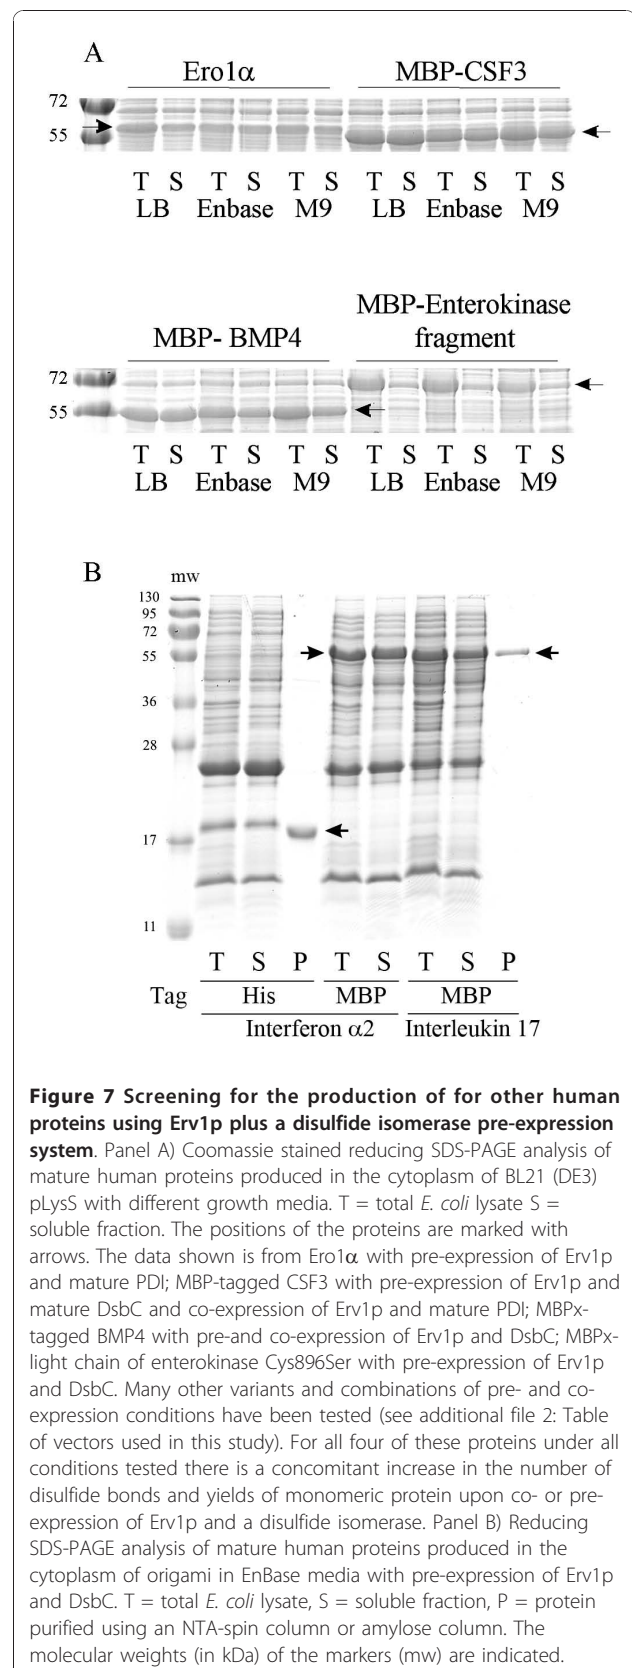 A
Ero1α MBP-CSF3
72
55
T S T S T S T S T S T S
LB Enbase M9 LB Enbase M9
MBP-Enterokinase
MBP- BMP4 fragment
72
55
T S T S T S T S T S T S
LB Enbase M9 LB Enbase M9
B
mw
130
95
72
55
36
28
17
11
T S P T S T S P
Tag His MBP MBP
Interferon α2 Interleukin 17
Figure 7 Screening for the production of for other human
proteins using Erv1p plus a disulfide isomerase pre-expression
system. Panel A) Coomassie stained reducing SDS-PAGE analysis of
mature human proteins produced in the cytoplasm of BL21 (DE3)
pLysS with different growth media. T = total E. coli lysate S =
soluble fraction. The positions of the proteins are marked with
arrows. The data shown is from Ero1α with pre-expression of Erv1p
and mature PDI; MBP-tagged CSF3 with pre-expression of Erv1p and
mature DsbC and co-expression of Erv1p and mature PDI; MBPx-
tagged BMP4 with pre-and co-expression of Erv1p and DsbC; MBPx-
light chain of enterokinase Cys896Ser with pre-expression of Erv1p
and DsbC. Many other variants and combinations of pre- and co-
expression conditions have been tested (see additional file 2: Table
of vectors used in this study). For all four of these proteins under all
conditions tested there is a concomitant increase in the number of
disulfide bonds and yields of monomeric protein upon co- or pre-
expression of Erv1p and a disulfide isomerase. Panel B) Reducing
SDS-PAGE analysis of mature human proteins produced in the
cytoplasm of origami in EnBase media with pre-expression of Erv1p
and DsbC. T = total E. coli lysate, S = soluble fraction, P = protein
purified using an NTA-spin column or amylose column. The
molecular weights (in kDa) of the markers (mw) are indicated.